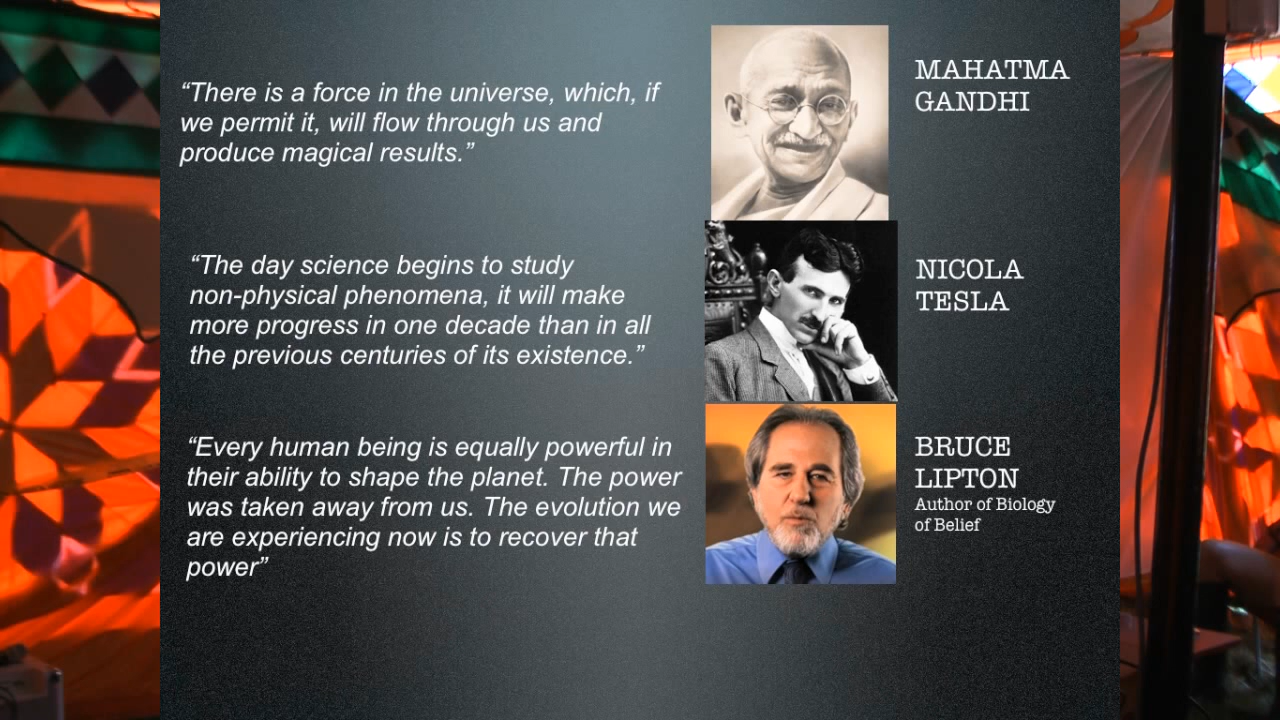 “There is a force in the universe, which, if
we permit it, will flow through us and
produce magical results.”
MAHATMA
GANDHI
“The day science begins to study
non-physical phenomena, it will make
more progress in one decade than in all
the previous centuries of its existence.”
NICOLA
TESLA
“Every human being is equally powerful in
their ability to shape the planet. The power
was taken away from us. The evolution we
are experiencing now is to recover that
power”
BRUCE
LIPTON
Author of Biology
of Belief